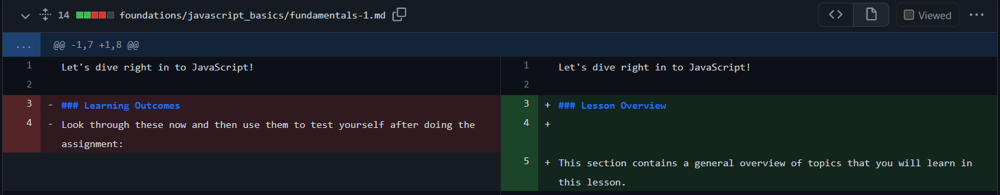 14 foundations/javascript_basics/fundamentals-1.md <> Viewed ...
... @@ -1,7 +1,8 @@
1 Let's dive right in to JavaScript!
2
3 - ### Learning Outcomes
4 - Look through these now and then use them to test yourself after doing the
assignment:
1 Let's dive right in to JavaScript!
2
3 + ### Lesson Overview
4 +
5 + This section contains a general overview of topics that you will learn in
this lesson.